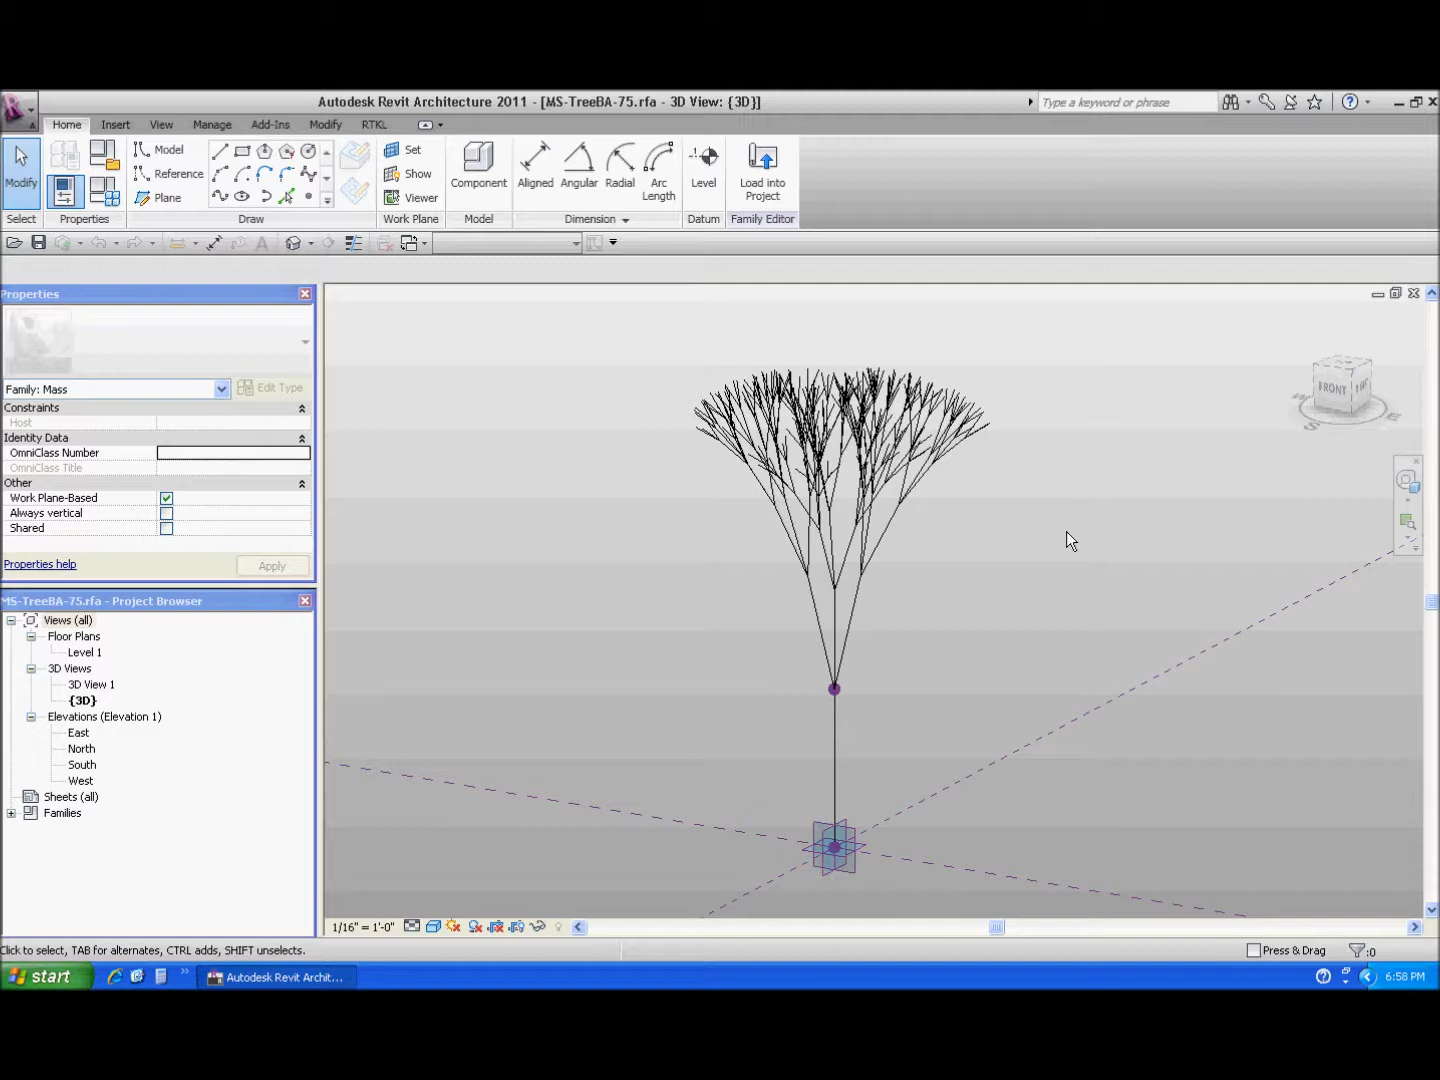 Autodesk Revit Architecture 2011 - [MS-TreeBA-75.rfa - 3D View: {3D}]
Type a keyword or phrase
Home Insert View Manage Add-Ins Modify RTKL
Modify
Model
Reference
Plane
Set
Show
Viewer
Component
Aligned Angular Radial Arc Length
Level
Load into Project
Select Properties Draw Work Plane Model Dimension Datum Family Editor
Properties
Family: Mass
Edit Type
Constraints
Host
Identity Data
OmniClass Number
OmniClass Title
Other
Work Plane-Based
Always vertical
Shared
Properties help
Apply
MS-TreeBA-75.rfa - Project Browser
Views (all)
Floor Plans
Level 1
3D Views
3D View 1
{3D}
Elevations (Elevation 1)
East
North
South
West
Sheets (all)
Families
FRONT
S
E
1/16" = 1'-0"
Click to select, TAB for alternates, CTRL adds, SHIFT unselects.
Press & Drag
:0
start
Autodesk Revit Archit...
6:58 PM